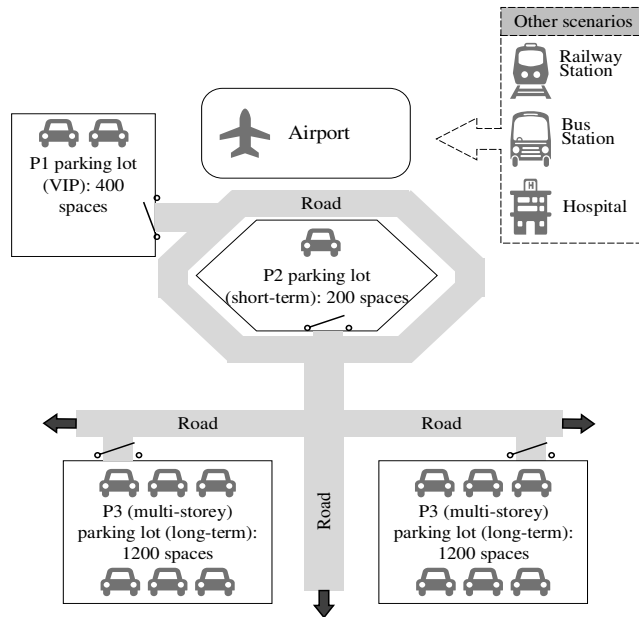 Other scenarios
Railway
Station
Bus
Station
H
Hospital
Airport
P1 parking lot
(VIP): 400
spaces
Road
P2 parking lot
(short-term): 200 spaces
Road
Road
Road
P3 (multi-storey)
parking lot (long-term):
1200 spaces
P3 (multi-storey)
parking lot (long-term):
1200 spaces